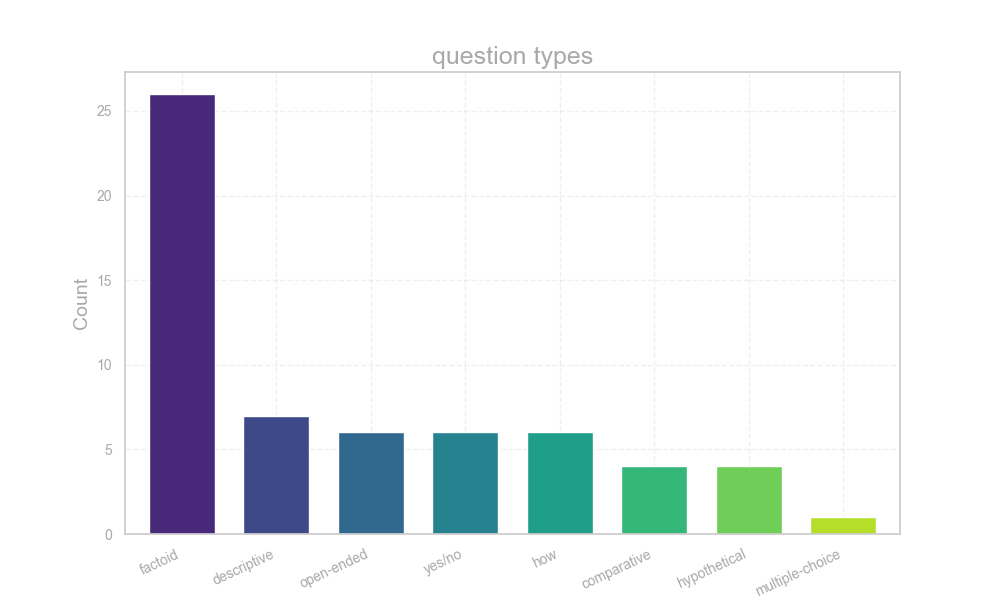 question types
Count
25
20
15
10
5
0
factoid
descriptive
open-ended
yes/no
how
comparative
hypothetical
multiple-choice